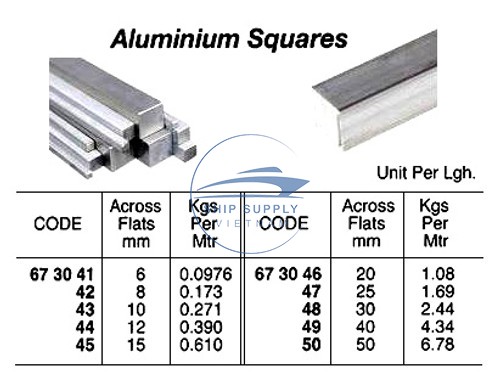 Aluminium Squares
Unit Per Lgh.
CODE Across Flats mm Kgs Per Mtr CODE Across Flats mm Kgs Per Mtr
67 30 41 6 0.0976 67 30 46 20 1.08
42 8 0.173 47 25 1.69
43 10 0.271 48 30 2.44
44 12 0.390 49 40 4.34
45 15 0.610 50 50 6.78
SHIP SUPPLY
VIETNAM